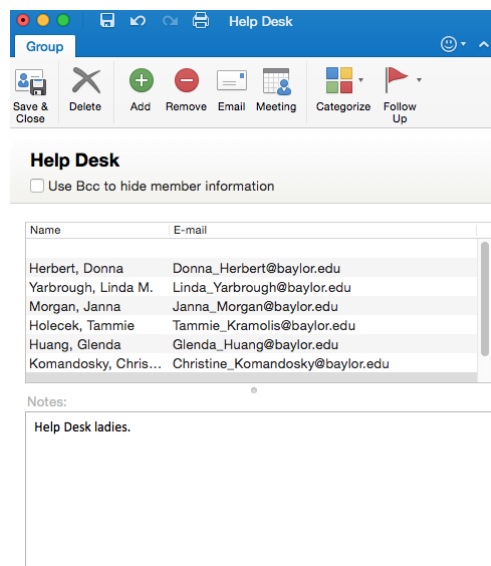 Help Desk
Group
Save & Close
Delete
Add
Remove
Email
Meeting
Categorize
Follow Up
Help Desk
Use Bcc to hide member information
Name E-mail
Herbert, Donna Donna_Herbert@baylor.edu
Yarbrough, Linda M. Linda_Yarbrough@baylor.edu
Morgan, Janna Janna_Morgan@baylor.edu
Holecek, Tammie Tammie_Kramolis@baylor.edu
Huang, Glenda Glenda_Huang@baylor.edu
Komandosky, Chris... Christine_Komandosky@baylor.edu
Notes:
Help Desk ladies.